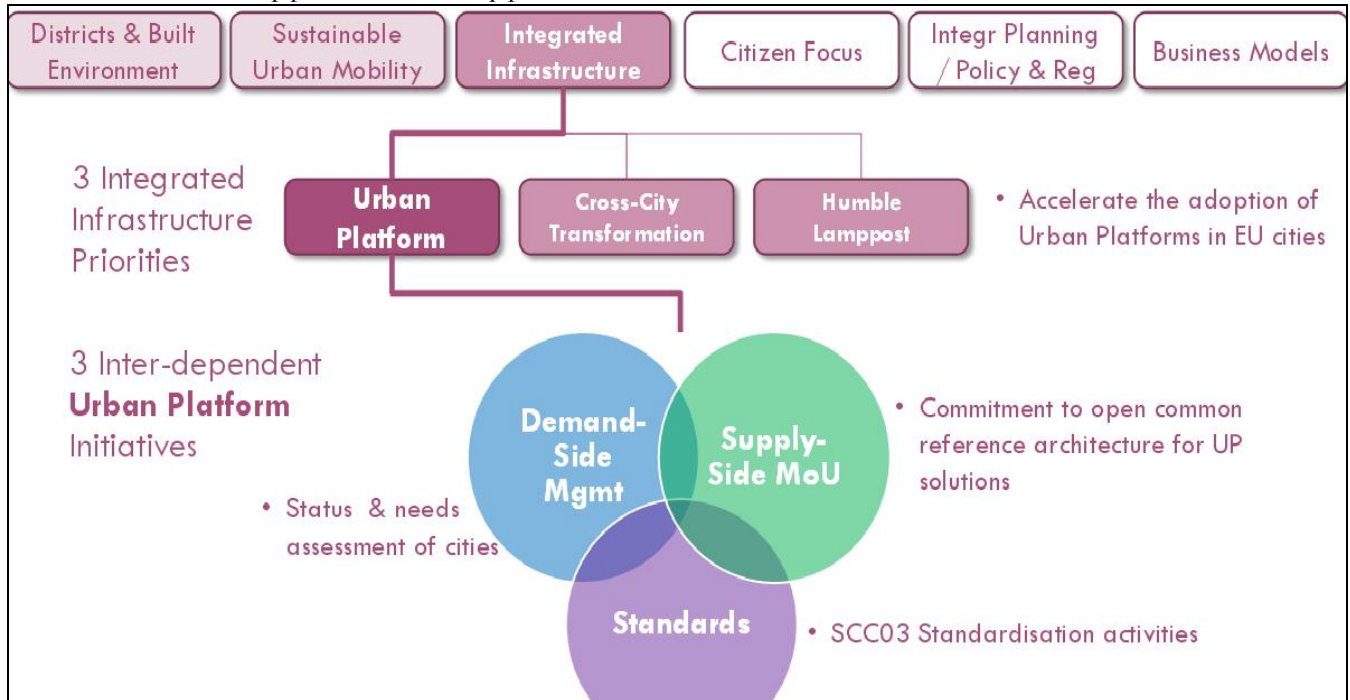 Districts & Built
Environment
Sustainable
Urban Mobility
Integrated
Infrastructure
Citizen Focus
Integr Planning
/ Policy & Reg
Business Models
3 Integrated
Infrastructure
Priorities
Urban
Platform
Cross-City
Transformation
Humble
Lamppost
• Accelerate the adoption of
Urban Platforms in EU cities
3 Inter-dependent
Urban Platform
Initiatives
Demand-
Side
Mgmt
Supply-
Side MoU
• Commitment to open common
reference architecture for UP
solutions
• Status & needs
assessment of cities
Standards
• SCC03 Standardisation activities